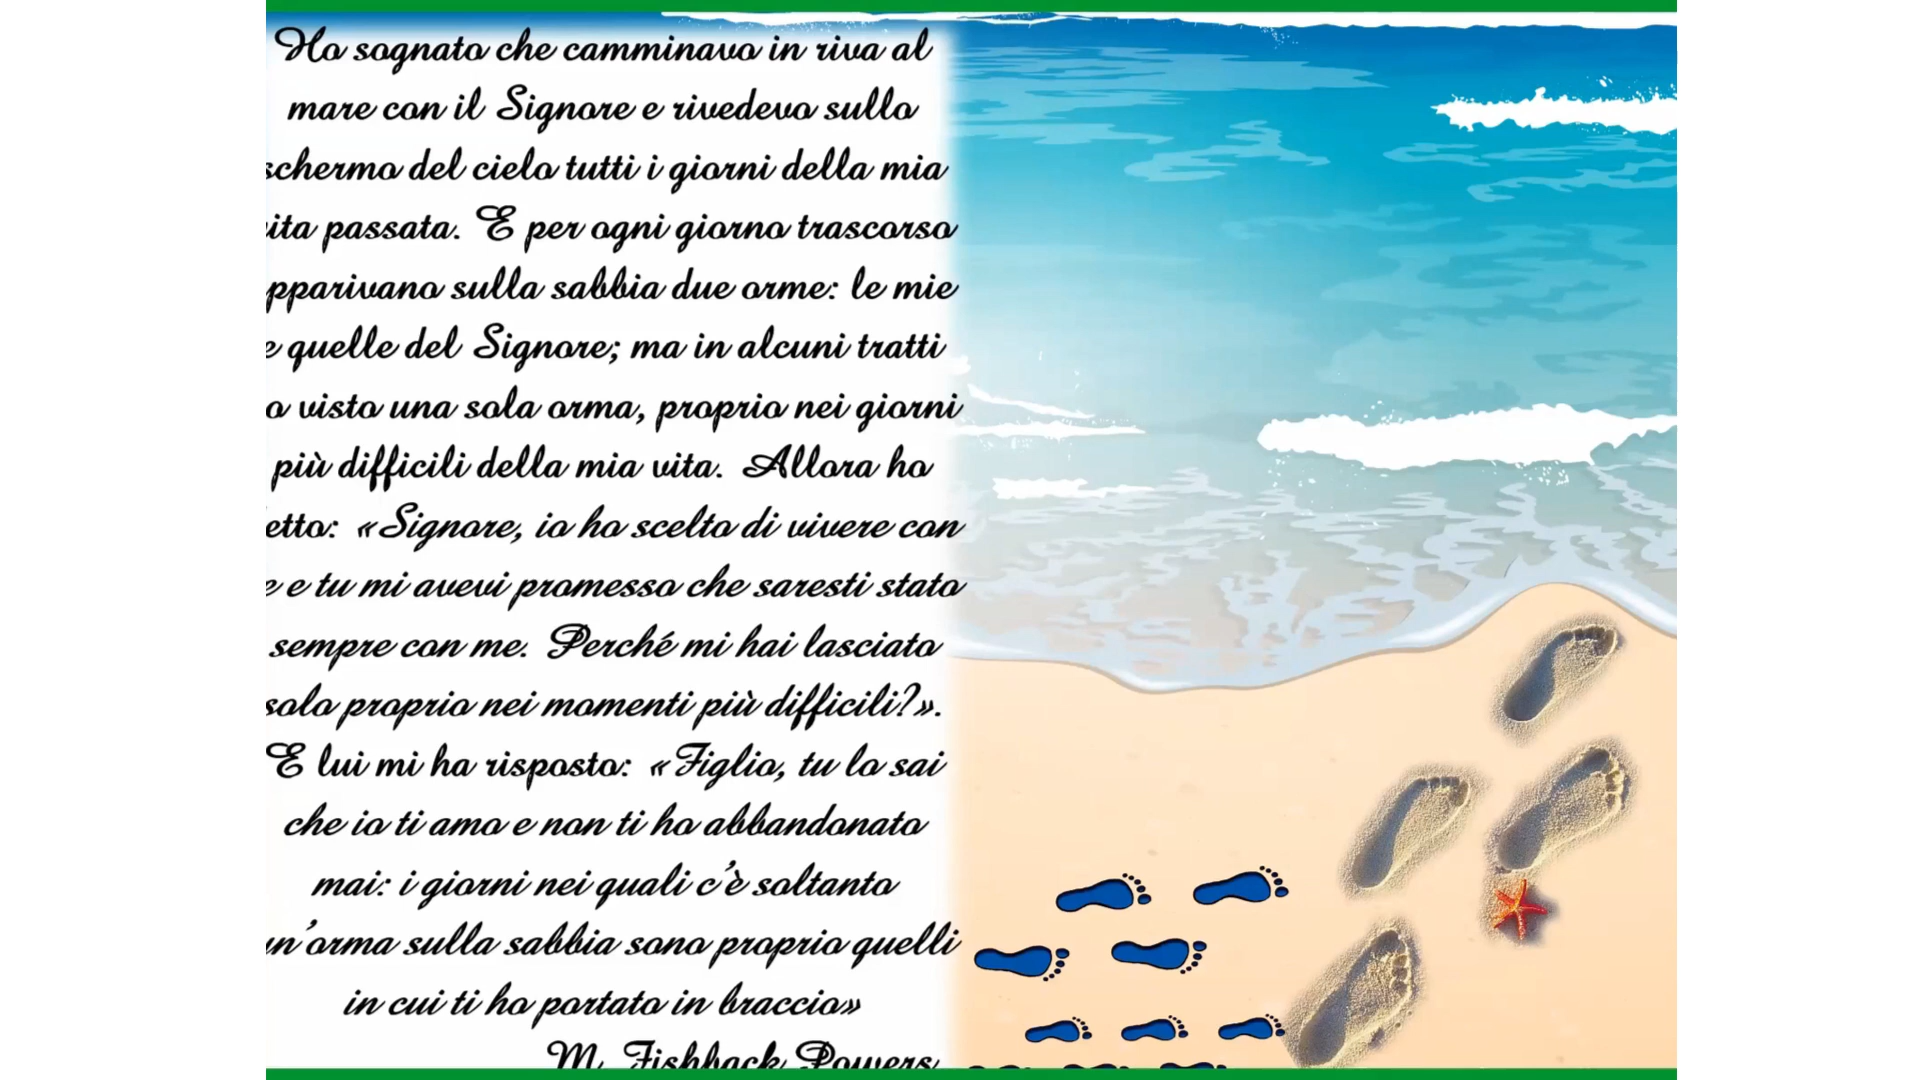 Ho sognato che camminavo in riva al
mare con il Signore e rivedevo sullo
schermo del cielo tutti i giorni della mia
ita passata. E per ogni giorno trascorso
pparivano sulla sabbia due orme: le mie
e quelle del Signore; ma in alcuni tratti
o visto una sola orma, proprio nei giorni
più difficili della mia vita. Allora ho
etto: «Signore, io ho scelto di vivere con
e e tu mi avevi promesso che saresti stato
sempre con me. Perché mi hai lasciato
solo proprio nei momenti più difficili?».
E lui mi ha risposto: «Figlio, tu lo sai
che io ti amo e non ti ho abbandonato
mai: i giorni nei quali c'è soltanto
un'orma sulla sabbia sono proprio quelli
in cui ti ho portato in braccio»
M. Fishback Powers